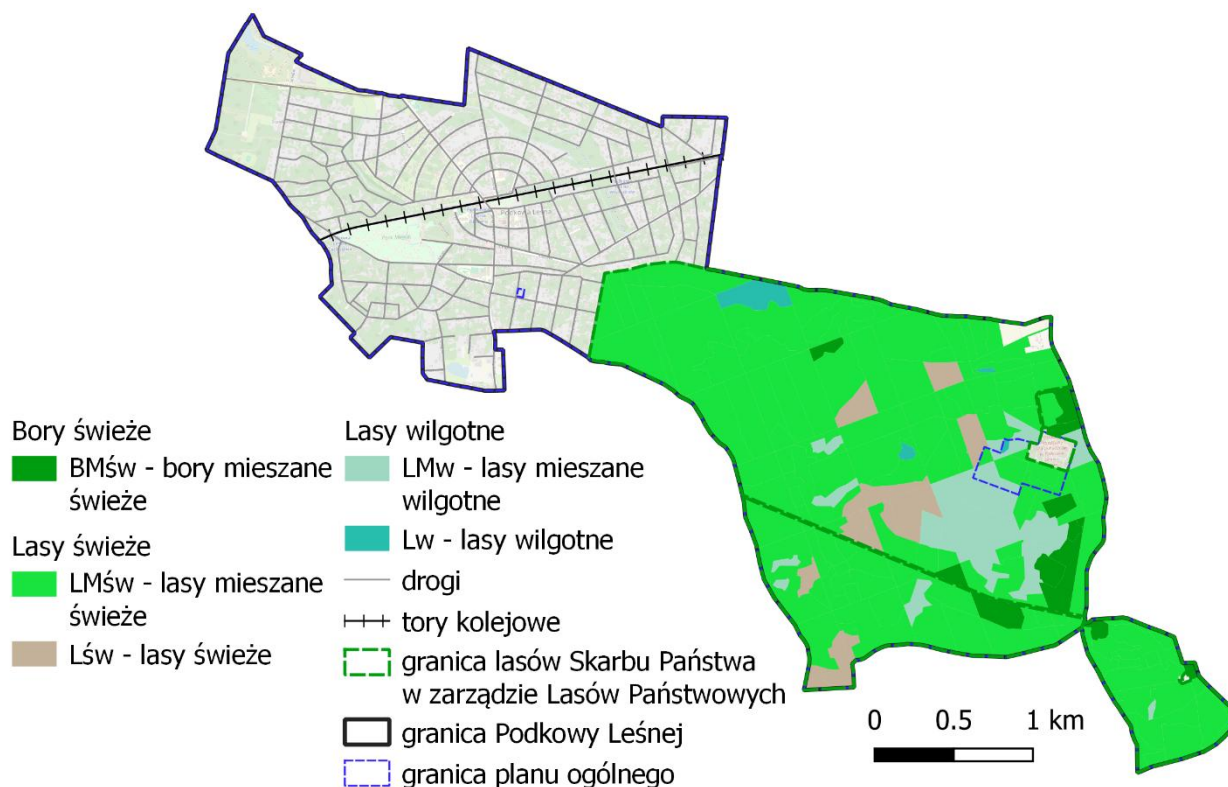 Bory świeże
BMśw - bory mieszane
świeże
Lasy świeże
LMśw - lasy mieszane
świeże
Lśw - lasy świeże
Lasy wilgotne
LMw - lasy mieszane
wilgotne
Lw - lasy wilgotne
drogi
tory kolejowe
granica lasów Skarbu Państwa
w zarządzie Lasów Państwowych
granica Podkowy Leśnej
granica planu ogólnego
0 0.5 1 km